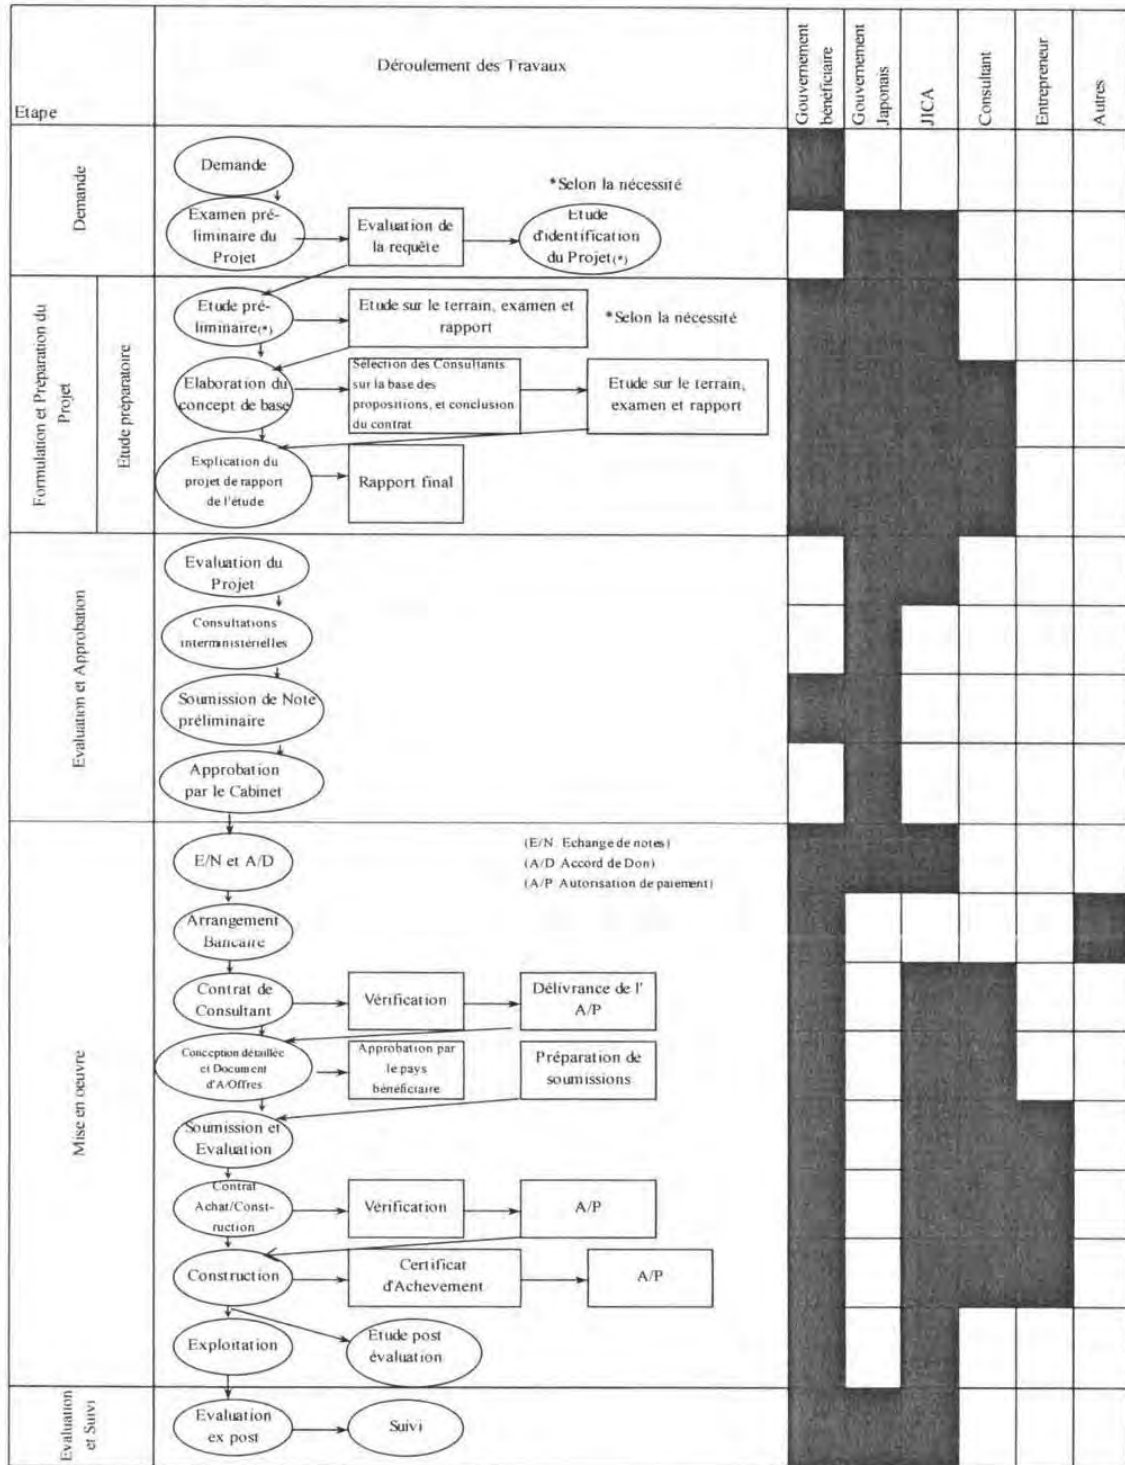 Etape
Déroulement des Travaux
Gouvernement
bénéficiaire
Gouvernement
Japonais
JICA
Consultant
Entrepreneur
Autres
Demande
Demande
*Selon la nécessité
Examen pré-
liminaire du
Projet
Evaluation de
la requête
Etude
d'identification
du Projet(*)
Formulation et Préparation du
Projet
Etude préparatoire
Etude pré-
liminaire(*)
Etude sur le terrain, examen et
rapport
*Selon la nécessité
Elaboration du
concept de base
Sélection des Consultants
sur la base des
propositions, et conclusion
du contrat
Etude sur le terrain,
examen et rapport
Explication du
projet de rapport
de l'étude
Rapport final
Evaluation et Approbation
Evaluation du
Projet
Consultations
interministérielles
Soumission de Note
préliminaire
Approbation
par le Cabinet
Mise en oeuvre
E/N et A/D
(E/N: Echange de notes)
(A/D: Accord de Don)
(A/P: Autorisation de paiement)
Arrangement
Bancaire
Contrat de
Consultant
Vérification
Délivrance de l'
A/P
Conception détaillée
et Document
d'A/Offres
Approbation par
le pays
bénéficiaire
Préparation de
soumissions
Soumission et
Evaluation
Contrat
Achat/Const-
ruction
Vérification
A/P
Construction
Certificat
d'Achevement
A/P
Exploitation
Etude post
évaluation
Evaluation
et Suivi
Evaluation
ex post
Suivi